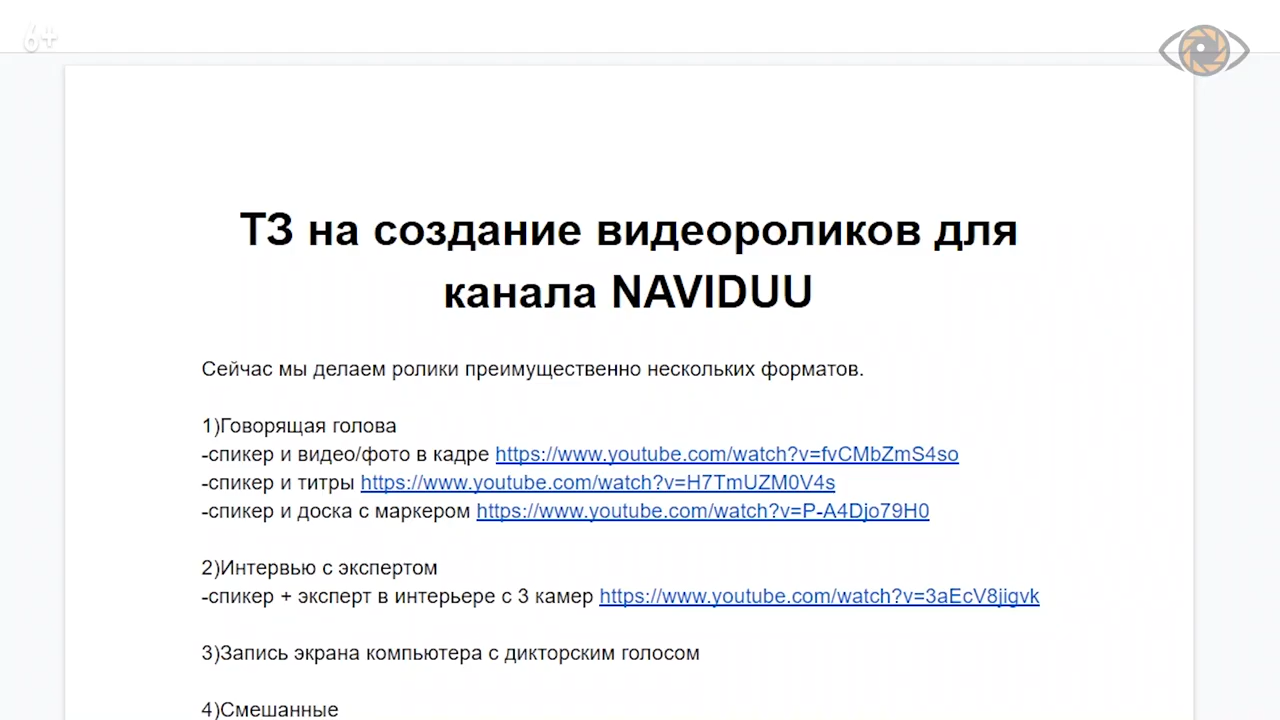 6+
ТЗ на создание видеороликов для
канала NAVIDUU
Сейчас мы делаем ролики преимущественно нескольких форматов.
1)Говорящая голова
-спикер и видео/фото в кадре https://www.youtube.com/watch?v=fvCMbZmS4so
-спикер и титры https://www.youtube.com/watch?v=H7TmUZM0V4s
-спикер и доска с маркером https://www.youtube.com/watch?v=P-A4Djo79H0
2)Интервью с экспертом
-спикер + эксперт в интерьере с 3 камер https://www.youtube.com/watch?v=3aEcV8jigvk
3)Запись экрана компьютера с дикторским голосом
4)Смешанные